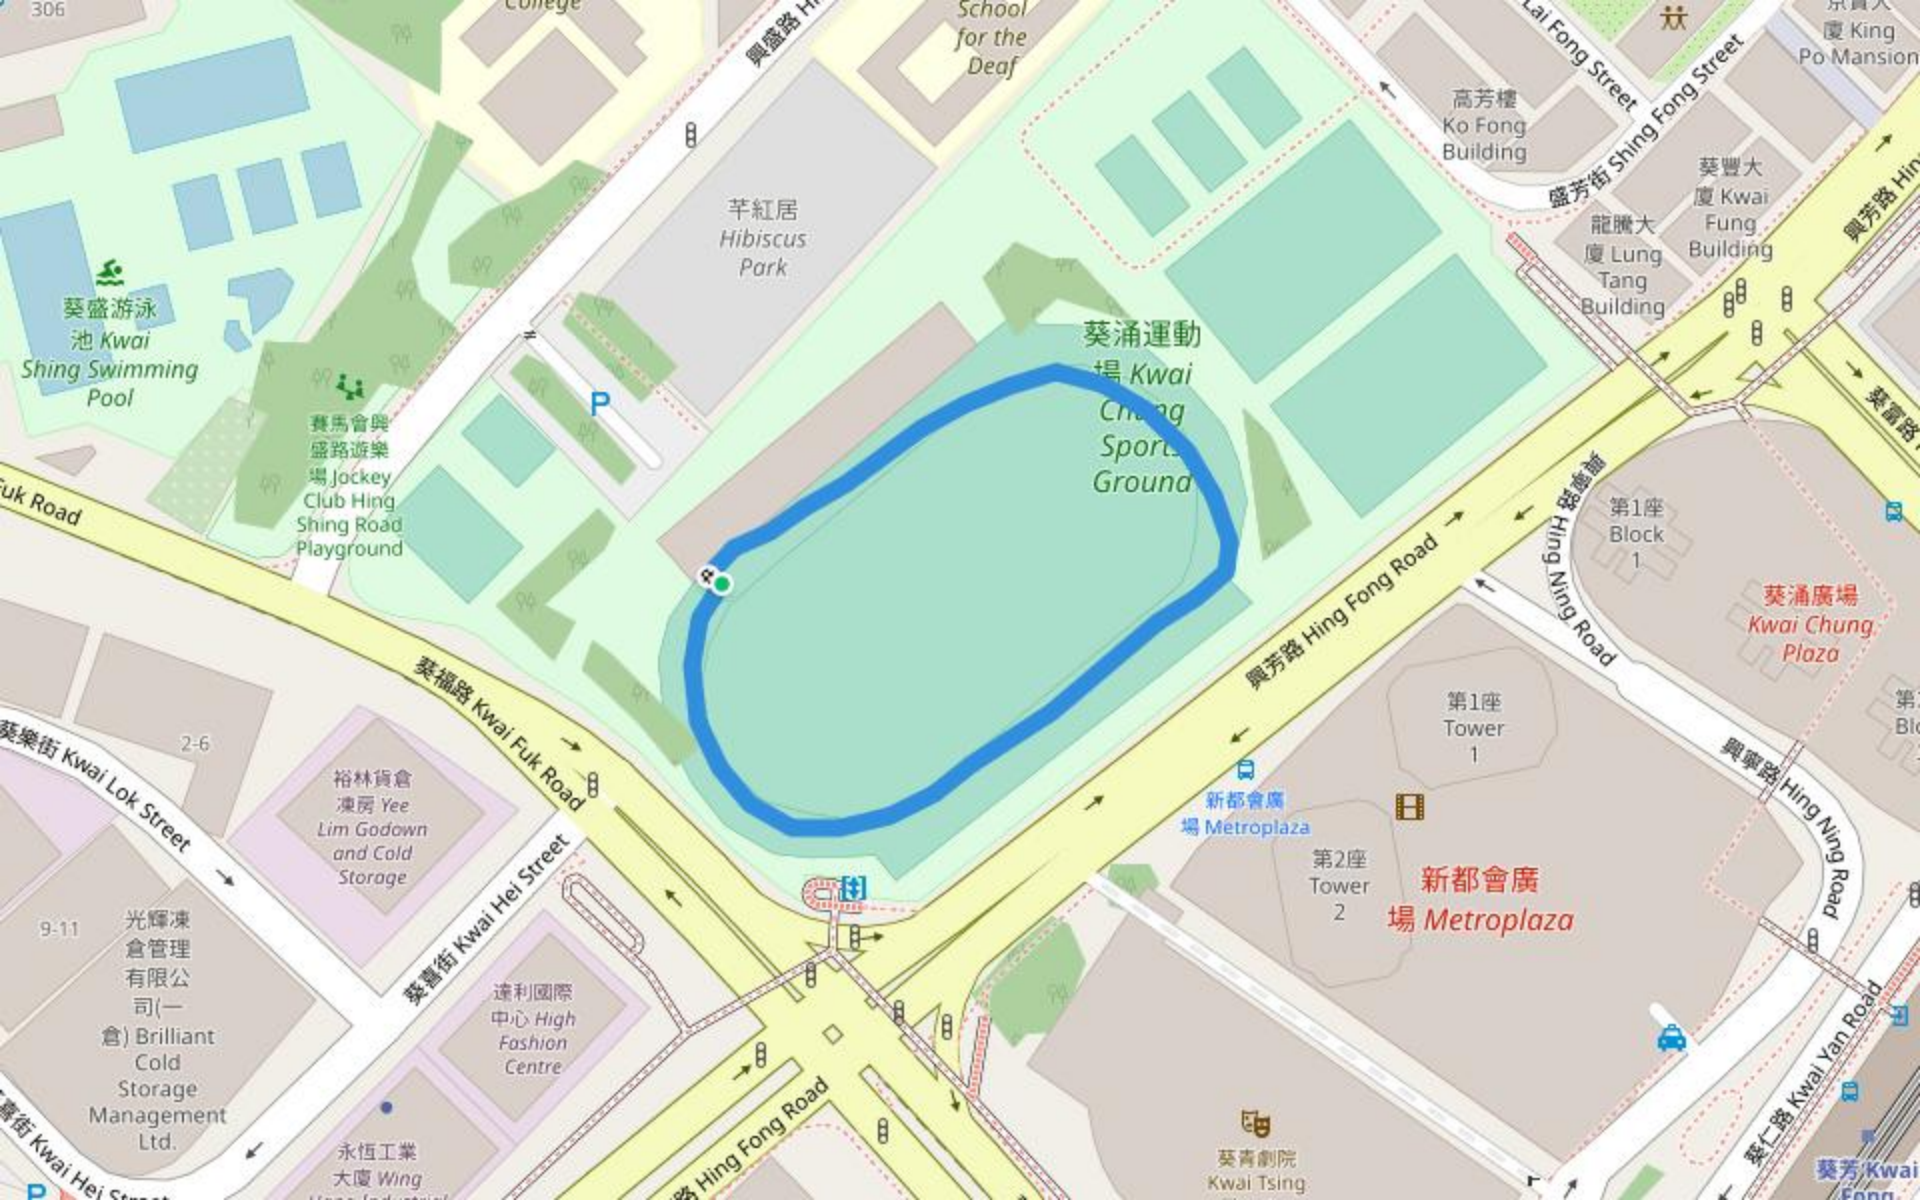 306
College
興盛路 Hi
School
for the
Deaf
Lai Fong Street
廈 King
Po Mansion
高芳樓
Ko Fong
Building
盛芳街 Shing Fong Street
葵豐大
廈 Kwai
Fung
Building
興芳路 Hin
龍騰大
廈 Lung
Tang
Building
芊紅居
Hibiscus
Park
葵盛游泳
池 Kwai
Shing Swimming
Pool
葵涌運動
場 Kwai
Chung
Sports
Ground
P
賽馬會興
盛路遊樂
場 Jockey
Club Hing
Shing Road
Playground
葵富路
Fuk Road
興寧路 Hing Ning Road
第1座
Block
1
葵涌廣場
Kwai Chung
Plaza
興芳路 Hing Fong Road
葵福路 Kwai Fuk Road
第1座
Tower
1
葵樂街 Kwai Lok Street
2-6
裕林貨倉
凍房 Yee
Lim Godown
and Cold
Storage
新都會廣
場 Metroplaza
興寧路 Hing Ning Road
第2座
Tower
2
新都會廣
場 Metroplaza
葵喜街 Kwai Hei Street
9-11
光輝凍
倉管理
有限公
司(一
倉) Brilliant
Cold
Storage
Management
Ltd.
達利國際
中心 High
Fashion
Centre
葵仁路 Kwai Yan Road
路 Hing Fong Road
喜街 Kwai Hei Street
永恆工業
大廈 Wing
葵青劇院
Kwai Tsing
葵芳 Kwai
Fong
P